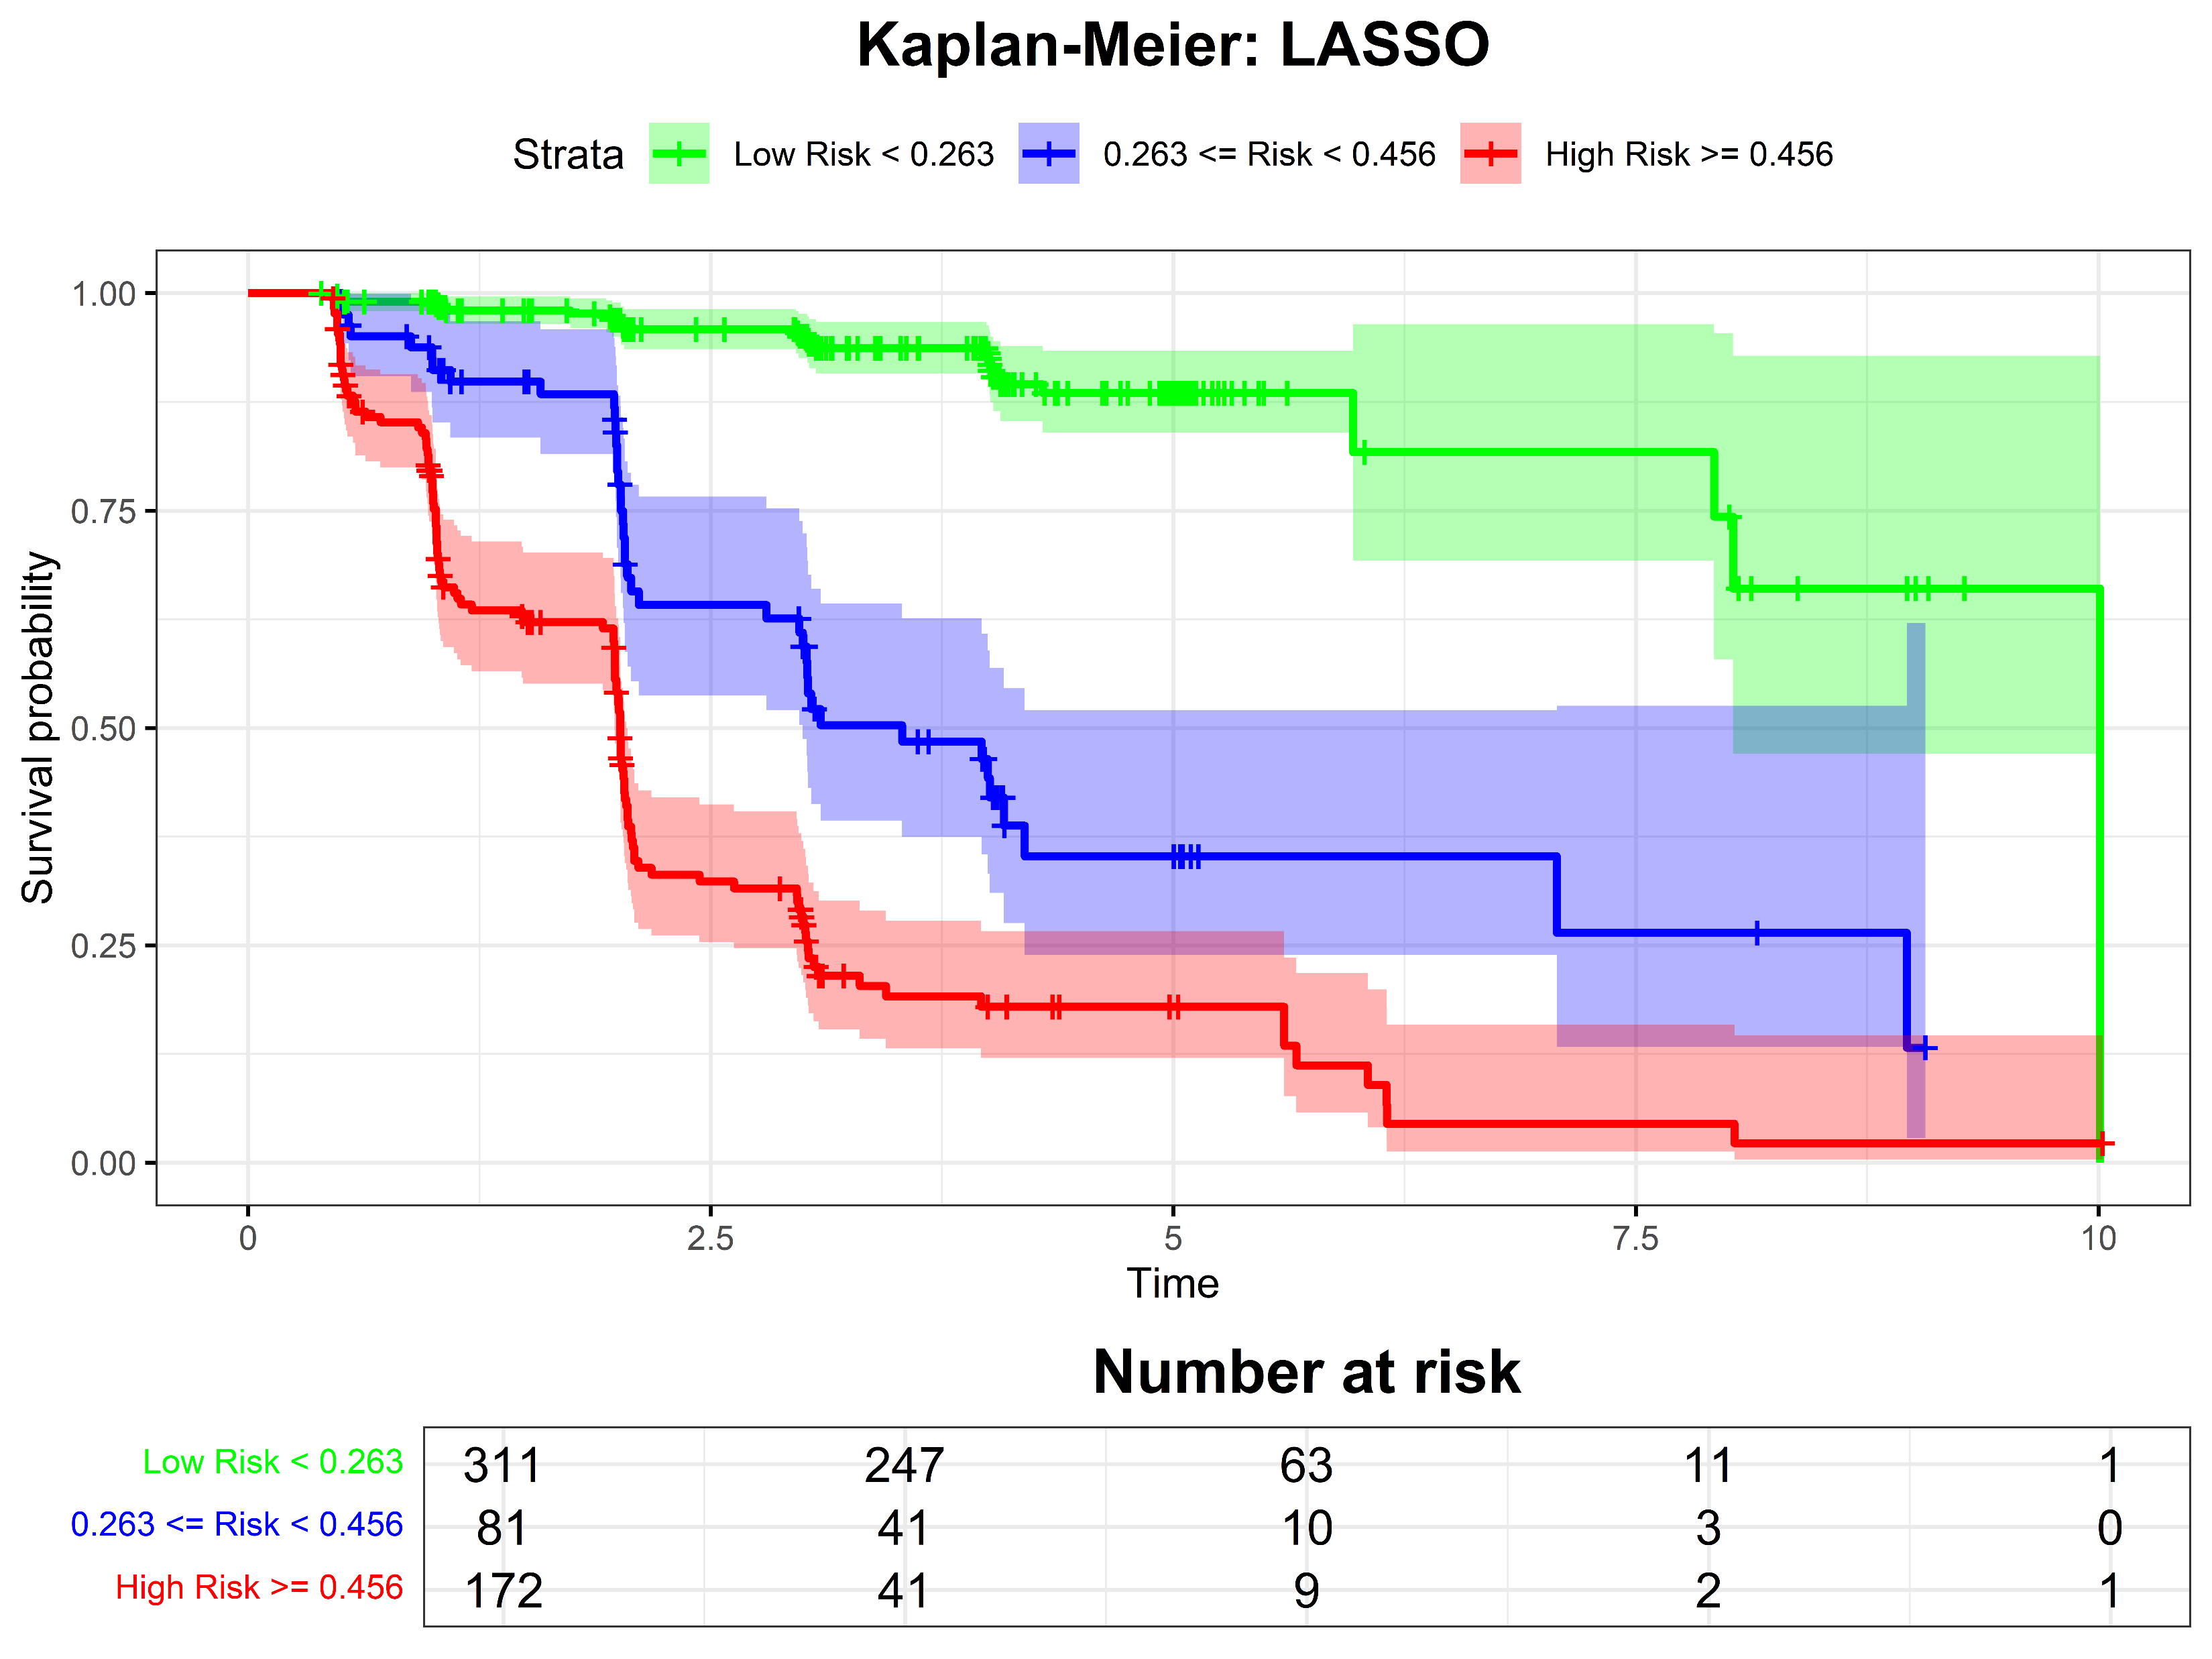 Kaplan-Meier: LASSO
Strata Low Risk < 0.263 0.263 <= Risk < 0.456 High Risk >= 0.456
1.00
0.75
0.50
0.25
0.00
Survival probability
0 2.5 5 7.5 10
Time
Number at risk
Low Risk < 0.263 311 247 63 11 1
0.263 <= Risk < 0.456 81 41 10 3 0
High Risk >= 0.456 172 41 9 2 1